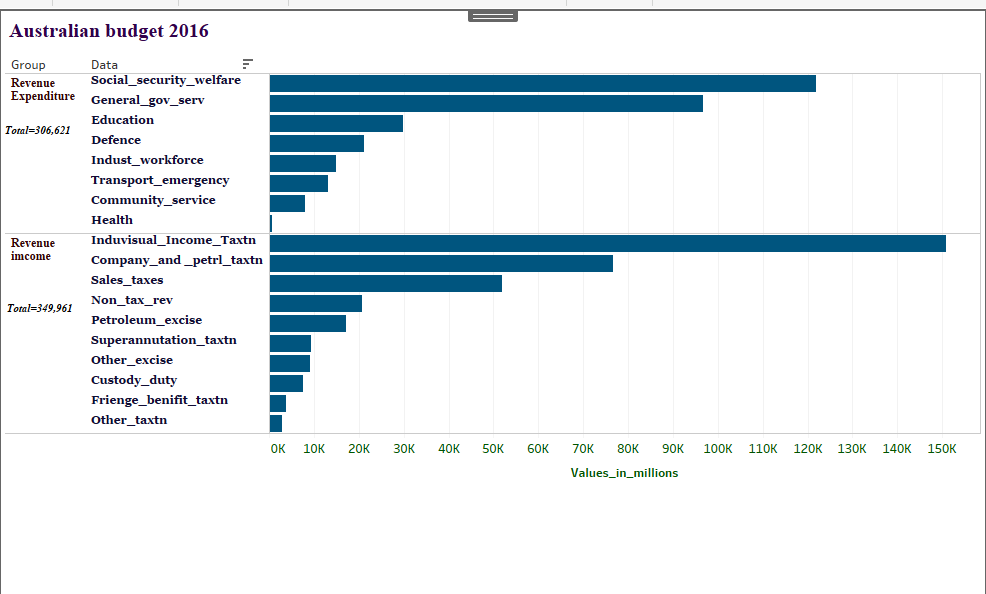 Australian budget 2016
Group Data
Revenue
Expenditure
Total=306,621
Social_security_welfare
General_gov_serv
Education
Defence
Indust_workforce
Transport_emergency
Community_service
Health
Revenue
imcome
Total=349,961
Induvisual_Income_Taxtn
Company_and _petrl_taxtn
Sales_taxes
Non_tax_rev
Petroleum_excise
Superannutation_taxtn
Other_excise
Custody_duty
Frienge_benifit_taxtn
Other_taxtn
0K 10K 20K 30K 40K 50K 60K 70K 80K 90K 100K 110K 120K 130K 140K 150K
Values_in_millions